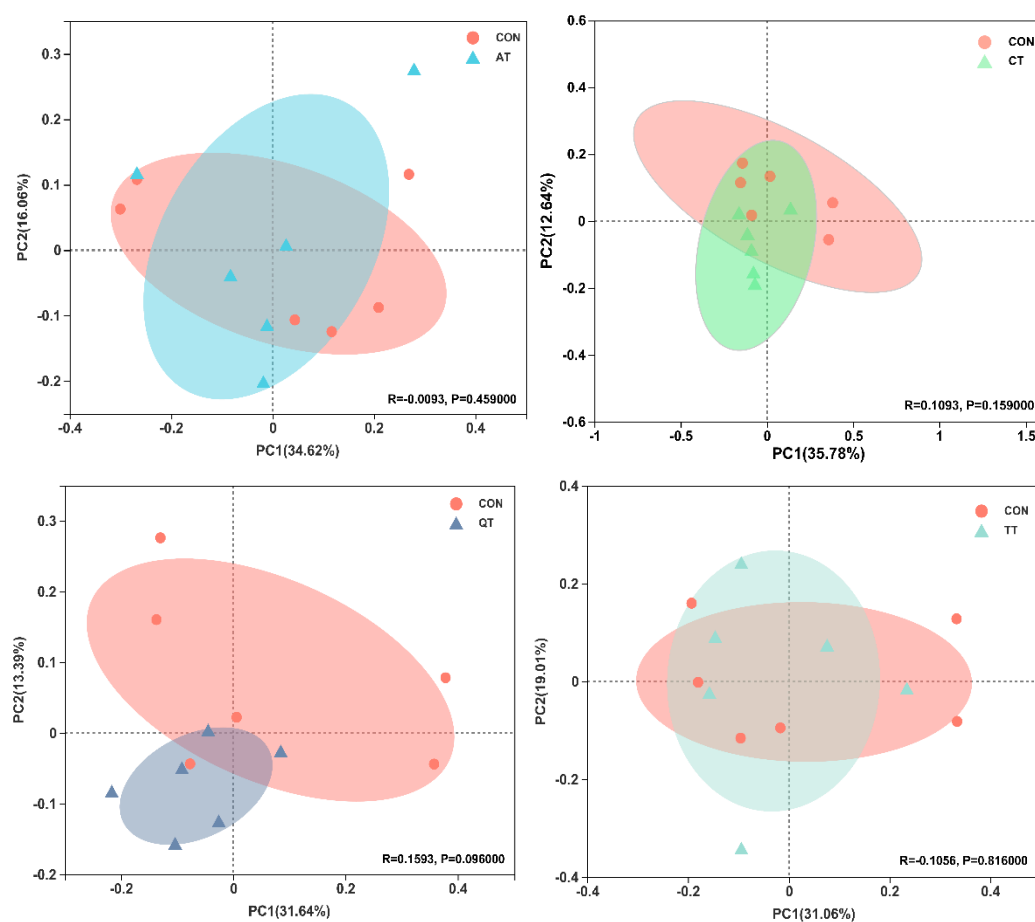 CON
AT
0.3
0.2
0.1
0
-0.1
-0.2
PC2(16.06%)
-0.4
-0.2
0
0.2
0.4
PC1(34.62%)
R=-0.0093, P=0.459000
CON
CT
0.6
0.4
0.2
0
-0.2
-0.4
-0.6
PC2(12.64%)
-1
-0.5
0
0.5
1
1.5
PC1(35.78%)
R=0.1093, P=0.159000
CON
QT
0.3
0.2
0.1
0
-0.1
-0.2
PC2(13.39%)
-0.2
0
0.2
0.4
PC1(31.64%)
R=0.1593, P=0.096000
CON
TT
0.4
0.2
0
-0.2
-0.4
PC2(19.01%)
-0.4
-0.2
0
0.2
0.4
PC1(31.06%)
R=-0.1056, P=0.816000